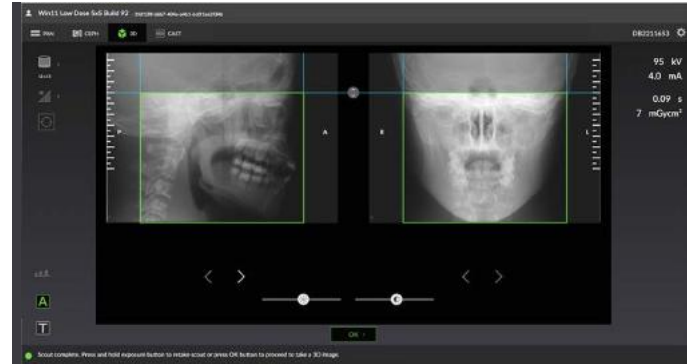 Win11 Low Dose 5x5 Build 92
PAN CEPH 3D CAST
DB2211653
95 kV
4.0 mA
0.09 s
7 mGycm²
P A R L
A
T
OK
Scout complete. Press and hold exposure button to retake scout or press OK button to proceed to take a 3D image.